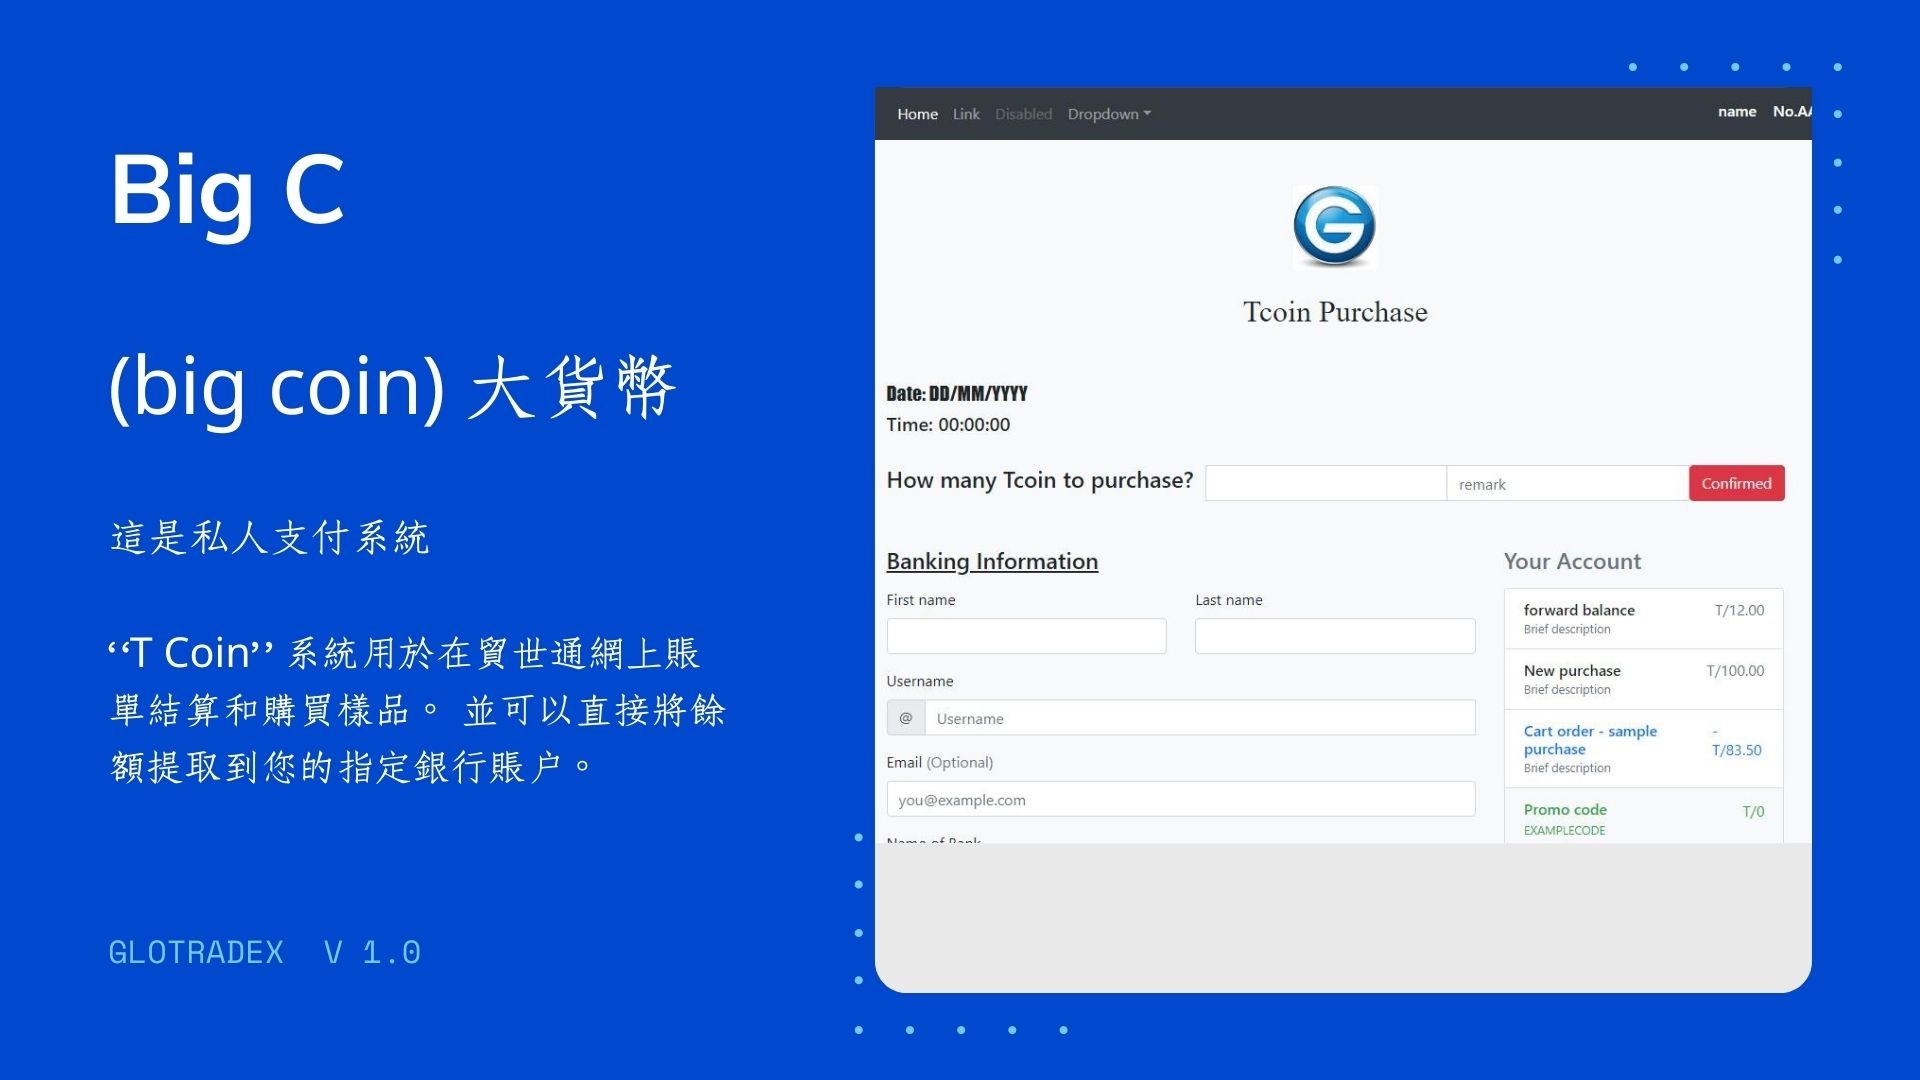 Big C
(big coin) 大貨幣
這是私人支付系統
“T Coin” 系統用於在貿世通網上賬
單結算和購買樣品。 並可以直接將餘
額提取到您的指定銀行賬户。
GLOTRADEX V 1.0
Home Link Disabled Dropdown
name
G
Tcoin Purchase
Date: DD/MM/YYYY
Time: 00:00:00
How many Tcoin to purchase? remark Confirmed
Banking Information
First name Last name
Username
@ Username
Email (Optional)
you@example.com
Name of Bank
Your Account
forward balance T/12.00
Brief description
New purchase T/100.00
Brief description
Cart order - sample -
purchase T/83.50
Brief description
Promo code T/0
EXAMPLECODE